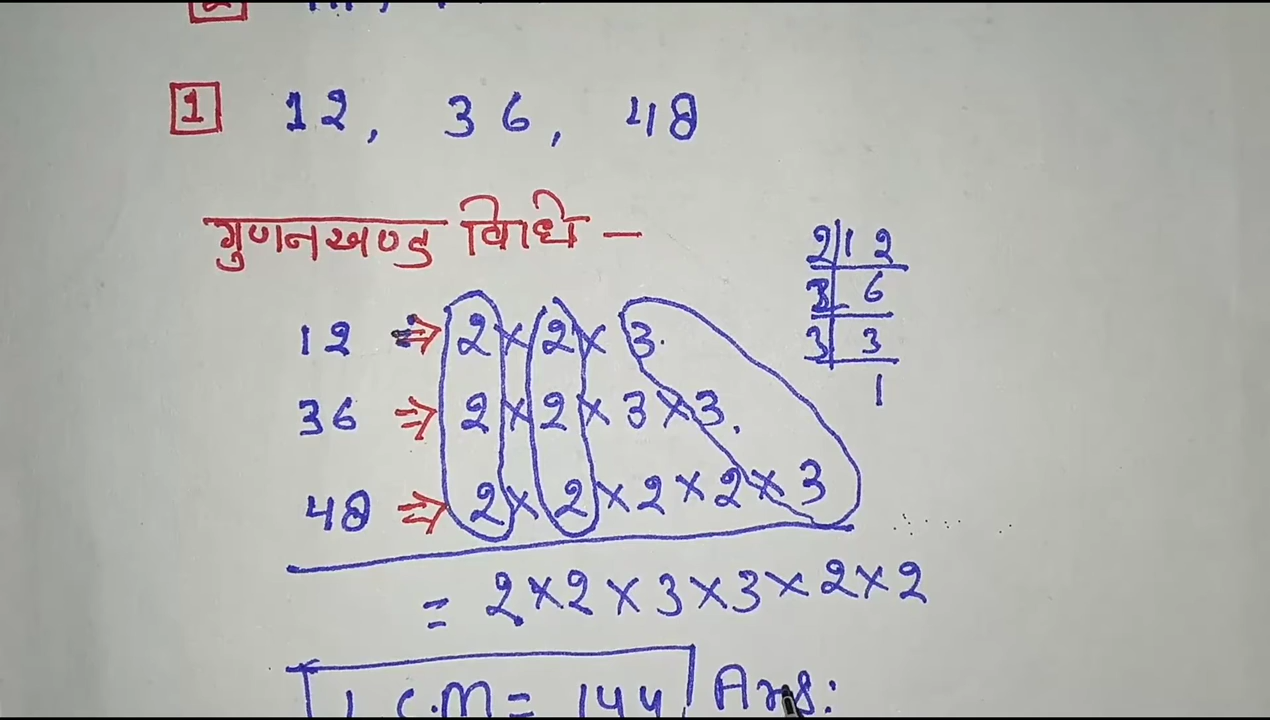 1 12, 36, 48
गुणनखण्ड विधि –
12 ⇒ 2×2×3.
36 ⇒ 2×2×3×3.
48 ⇒ 2×2×2×2×3
= 2×2×3×3×2×2
L.C.M = 144 Ans:
2 12
6
3 3
1